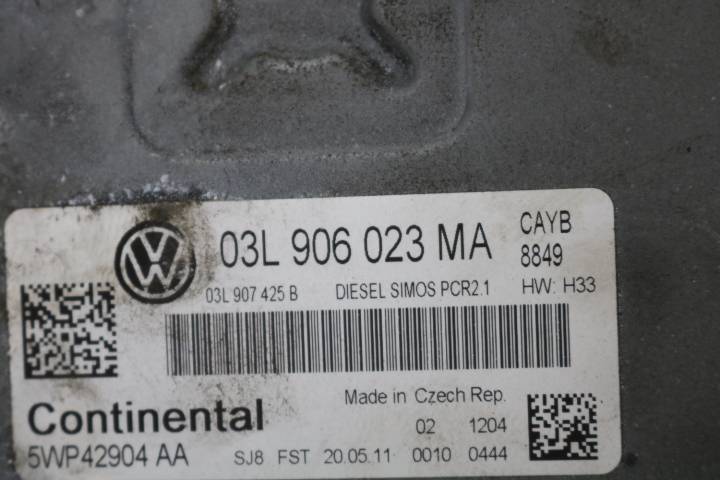 03L 906 023 MA CAYB
8849
03L 907 425 B DIESEL SIMOS PCR2.1 HW: H33
Made in Czech Rep.
Continental 02 1204
5WP42904 AA SJ8 FST 20.05.11 0010 0444